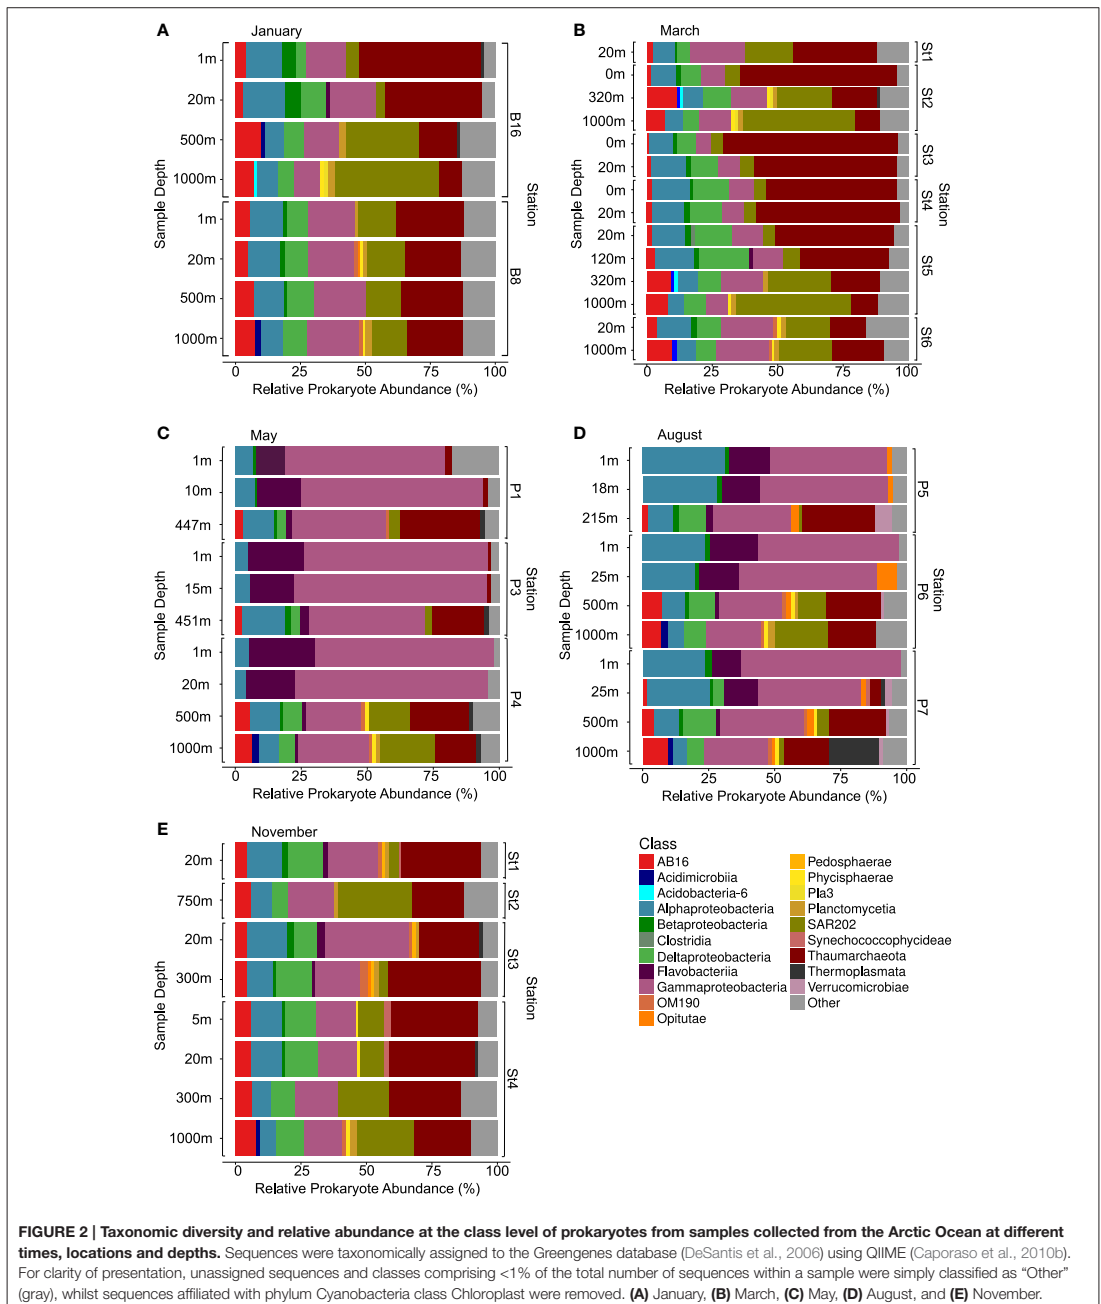 A
January
1m
20m
500m
1000m
1m
20m
500m
1000m
B16
B8
Station
Sample Depth
0 25 50 75 100
Relative Prokaryote Abundance (%)
B
March
20m
0m
320m
1000m
0m
20m
0m
20m
20m
120m
320m
1000m
20m
1000m
St1
St2
St3
St4
St5
St6
Station
Sample Depth
0 25 50 75 100
Relative Prokaryote Abundance (%)
C
May
1m
10m
447m
1m
15m
451m
1m
20m
500m
1000m
P1
P3
P4
Station
Sample Depth
0 25 50 75 100
Relative Prokaryote Abundance (%)
D
August
1m
18m
215m
1m
25m
500m
1000m
1m
25m
500m
1000m
P5
P6
P7
Station
Sample Depth
0 25 50 75 100
Relative Prokaryote Abundance (%)
E
November
20m
750m
20m
300m
5m
20m
300m
1000m
St1
St2
St3
St4
Station
Sample Depth
0 25 50 75 100
Relative Prokaryote Abundance (%)
Class
AB16
Acidimicrobiia
Acidobacteria-6
Alphaproteobacteria
Betaproteobacteria
Clostridia
Deltaproteobacteria
Flavobacteriia
Gammaproteobacteria
OM190
Opitutae
Pedosphaerae
Phycisphaerae
Pla3
Planctomycetia
SAR202
Synechococcophycideae
Thaumarchaeota
Thermoplasmata
Verrucomicrobiae
Other
FIGURE 2 | Taxonomic diversity and relative abundance at the class level of prokaryotes from samples collected from the Arctic Ocean at different
times, locations and depths. Sequences were taxonomically assigned to the Greengenes database (DeSantis et al., 2006) using QIIME (Caporaso et al., 2010b).
For clarity of presentation, unassigned sequences and classes comprising <1% of the total number of sequences within a sample were simply classified as “Other”
(gray), whilst sequences affiliated with phylum Cyanobacteria class Chloroplast were removed. (A) January, (B) March, (C) May, (D) August, and (E) November.